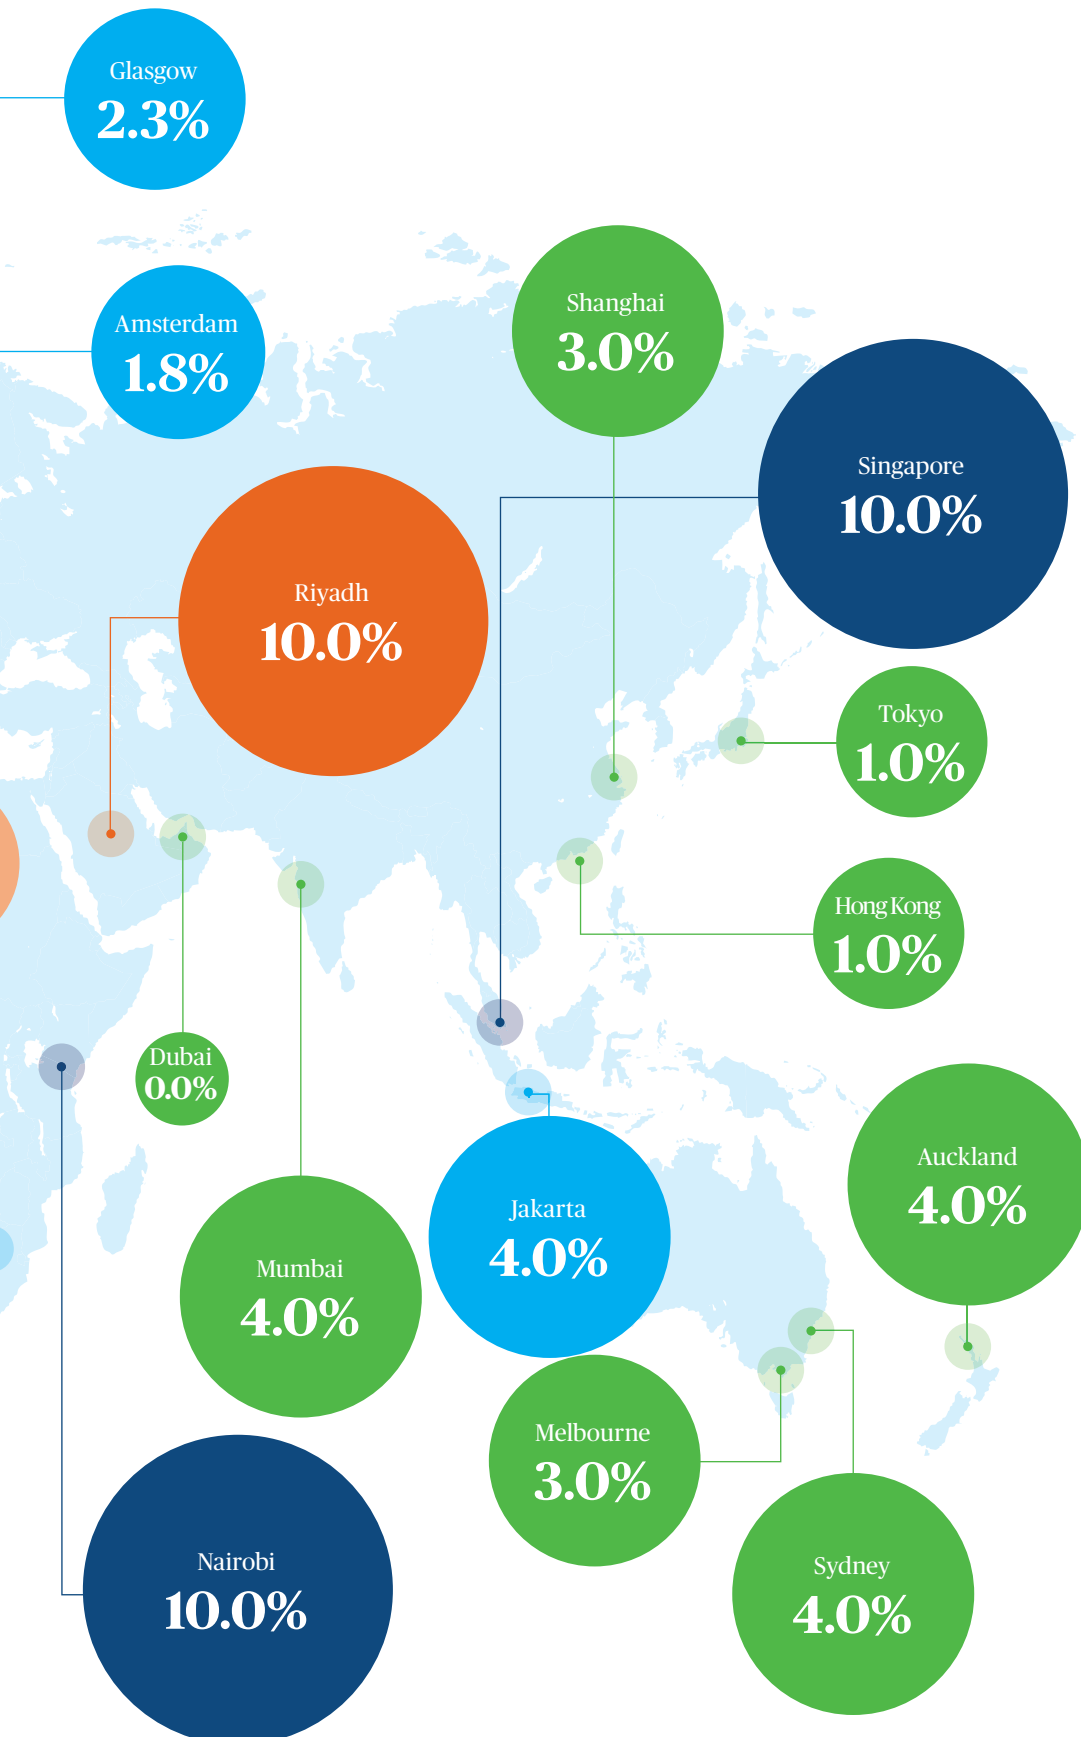 Glasgow
2.3%
Amsterdam
1.8%
Shanghai
3.0%
Singapore
10.0%
Riyadh
10.0%
Tokyo
1.0%
Hong Kong
1.0%
Dubai
0.0%
Auckland
4.0%
Jakarta
4.0%
Mumbai
4.0%
Melbourne
3.0%
Nairobi
10.0%
Sydney
4.0%